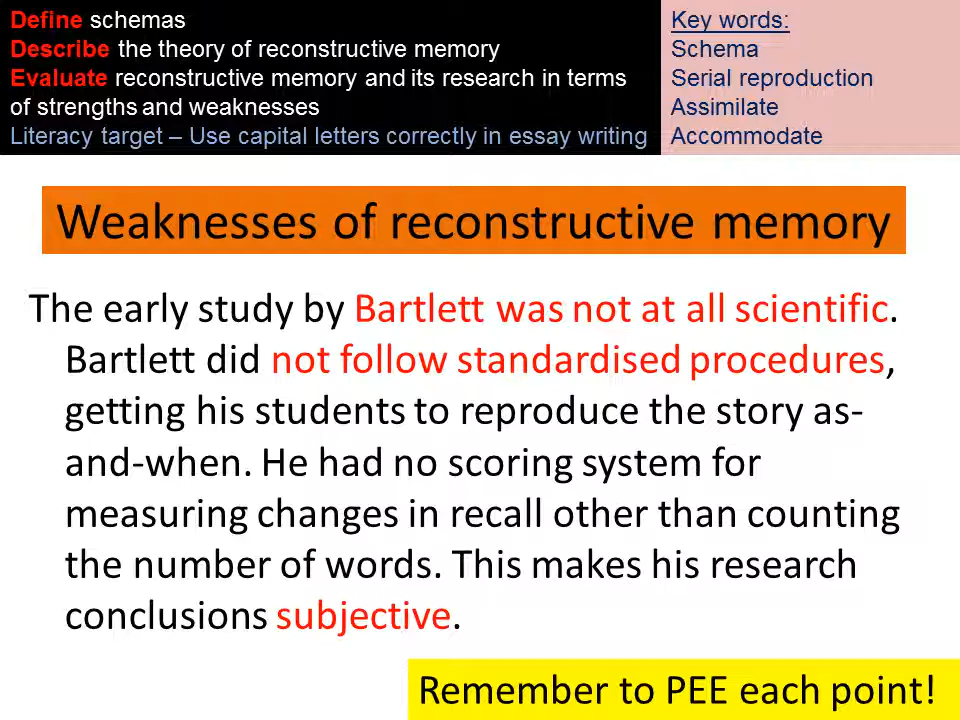 Define schemas
Describe the theory of reconstructive memory
Evaluate reconstructive memory and its research in terms
of strengths and weaknesses
Literacy target – Use capital letters correctly in essay writing
Key words:
Schema
Serial reproduction
Assimilate
Accommodate
Weaknesses of reconstructive memory
The early study by Bartlett was not at all scientific.
Bartlett did not follow standardised procedures,
getting his students to reproduce the story as-
and-when. He had no scoring system for
measuring changes in recall other than counting
the number of words. This makes his research
conclusions subjective.
Remember to PEE each point!